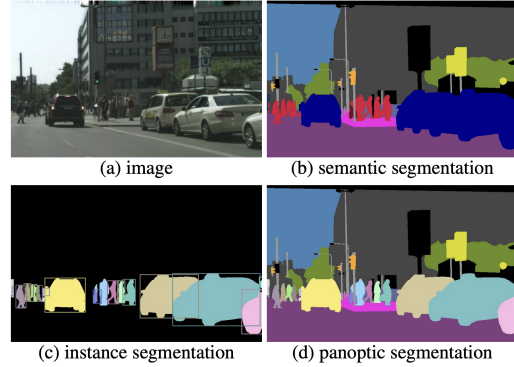 (a) image
(b) semantic segmentation
(c) instance segmentation
(d) panoptic segmentation